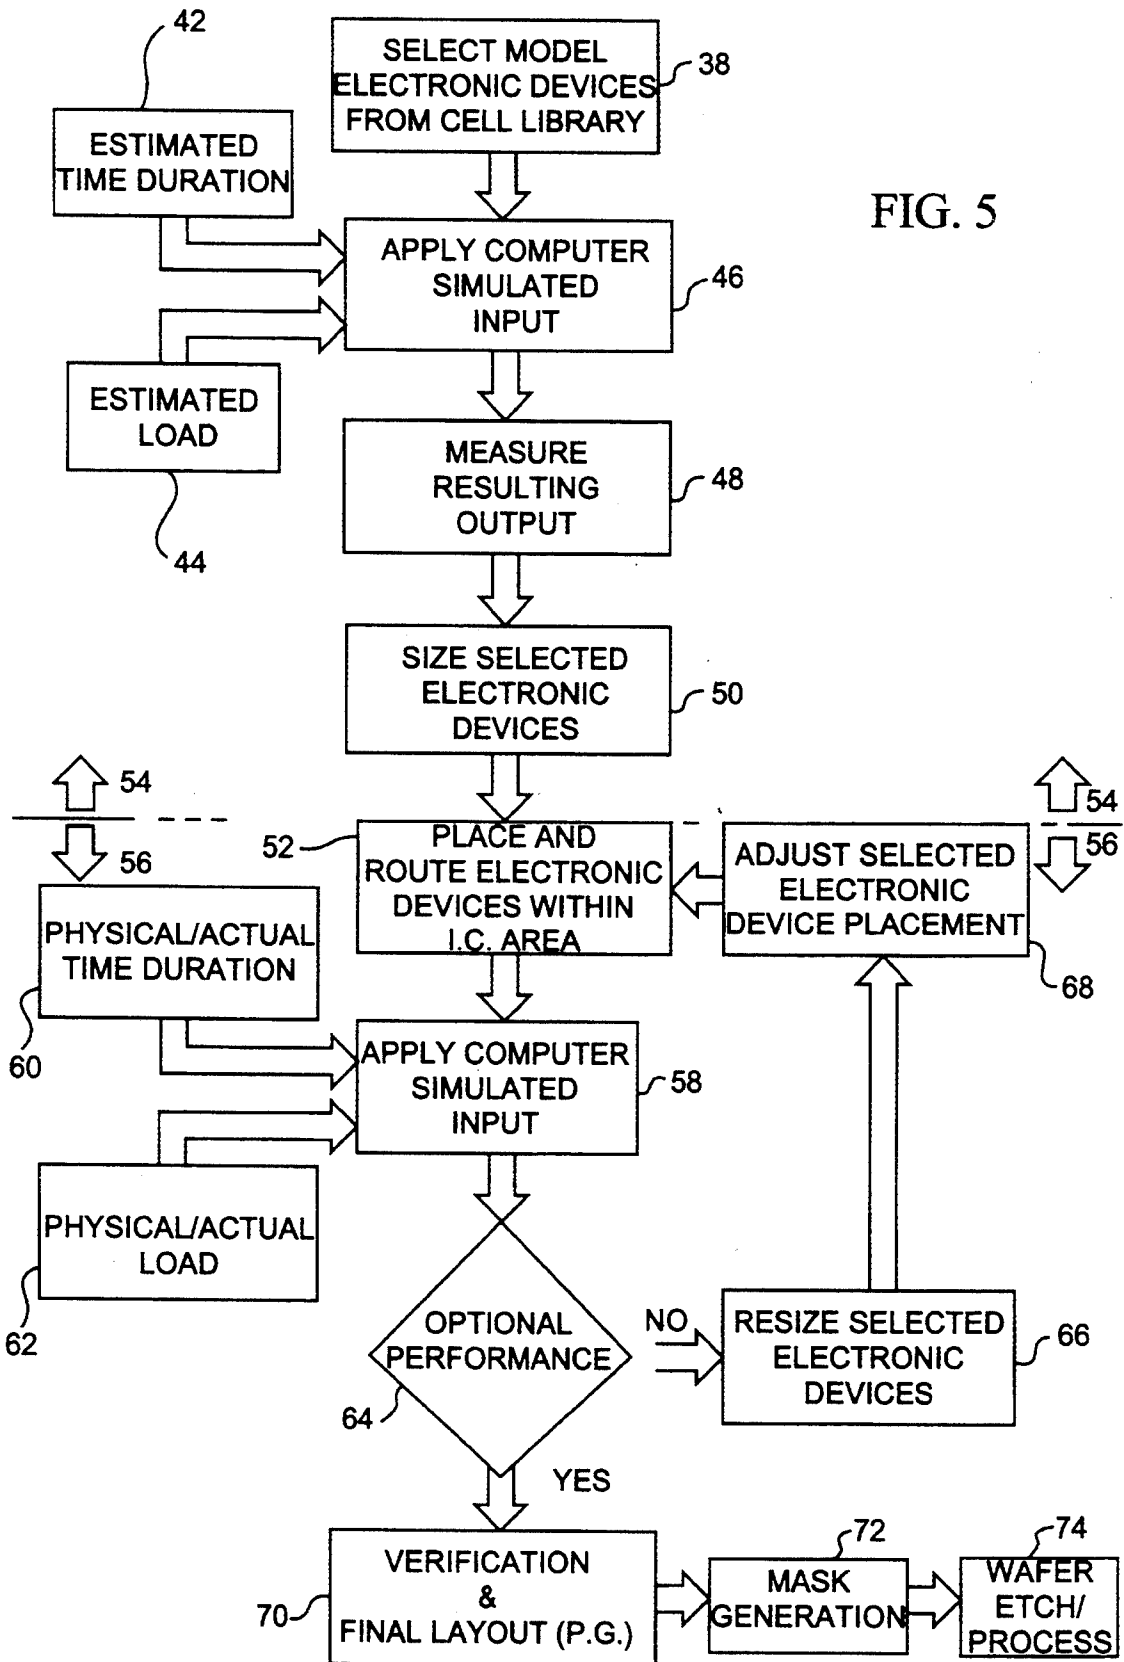 42
SELECT MODEL
ELECTRONIC DEVICES
FROM CELL LIBRARY
38
ESTIMATED
TIME DURATION
FIG. 5
APPLY COMPUTER
SIMULATED
INPUT
46
ESTIMATED
LOAD
44
MEASURE
RESULTING
OUTPUT
48
SIZE SELECTED
ELECTRONIC
DEVICES
50
54
56
54
56
52
PLACE AND
ROUTE ELECTRONIC
DEVICES WITHIN
I.C. AREA
ADJUST SELECTED
ELECTRONIC
DEVICE PLACEMENT
68
PHYSICAL/ACTUAL
TIME DURATION
60
APPLY COMPUTER
SIMULATED
INPUT
58
PHYSICAL/ACTUAL
LOAD
62
OPTIONAL
PERFORMANCE
64
NO
RESIZE SELECTED
ELECTRONIC
DEVICES
66
YES
VERIFICATION
&
FINAL LAYOUT (P.G.)
70
MASK
GENERATION
72
WAFER
ETCH/
PROCESS
74